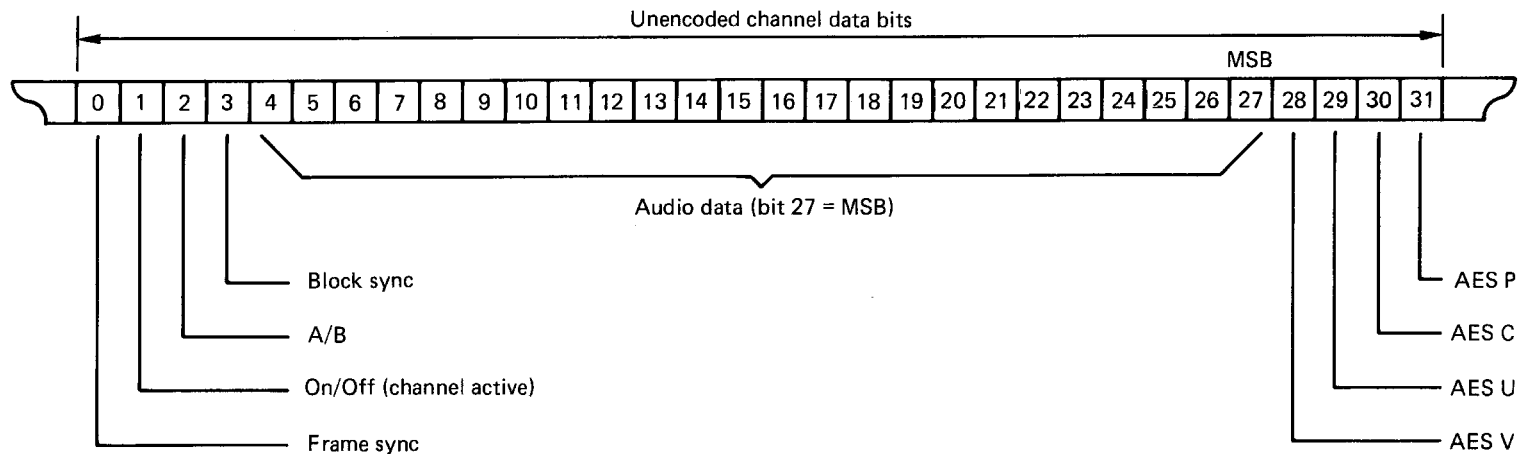 Unencoded channel data bits
MSB
0 1 2 3 4 5 6 7 8 9 10 11 12 13 14 15 16 17 18 19 20 21 22 23 24 25 26 27 28 29 30 31
Audio data (bit 27 = MSB)
Block sync
AES P
A/B
AES C
On/Off (channel active)
AES U
Frame sync
AES V